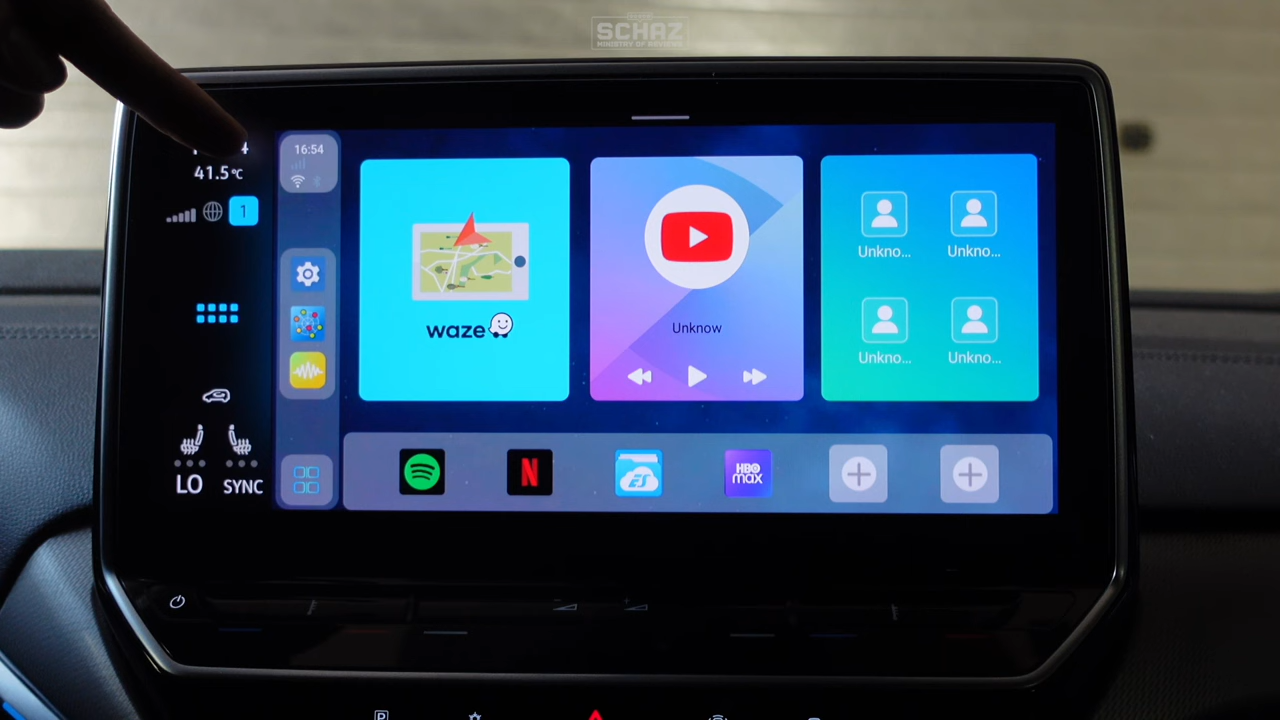 SCHAZ
MINISTRY OF REVIEWS
41.5°C
1
LO
SYNC
16:54
waze
Unknow
Unkno...
Unkno...
Unkno...
Unkno...
N
ES
HBO
max
P